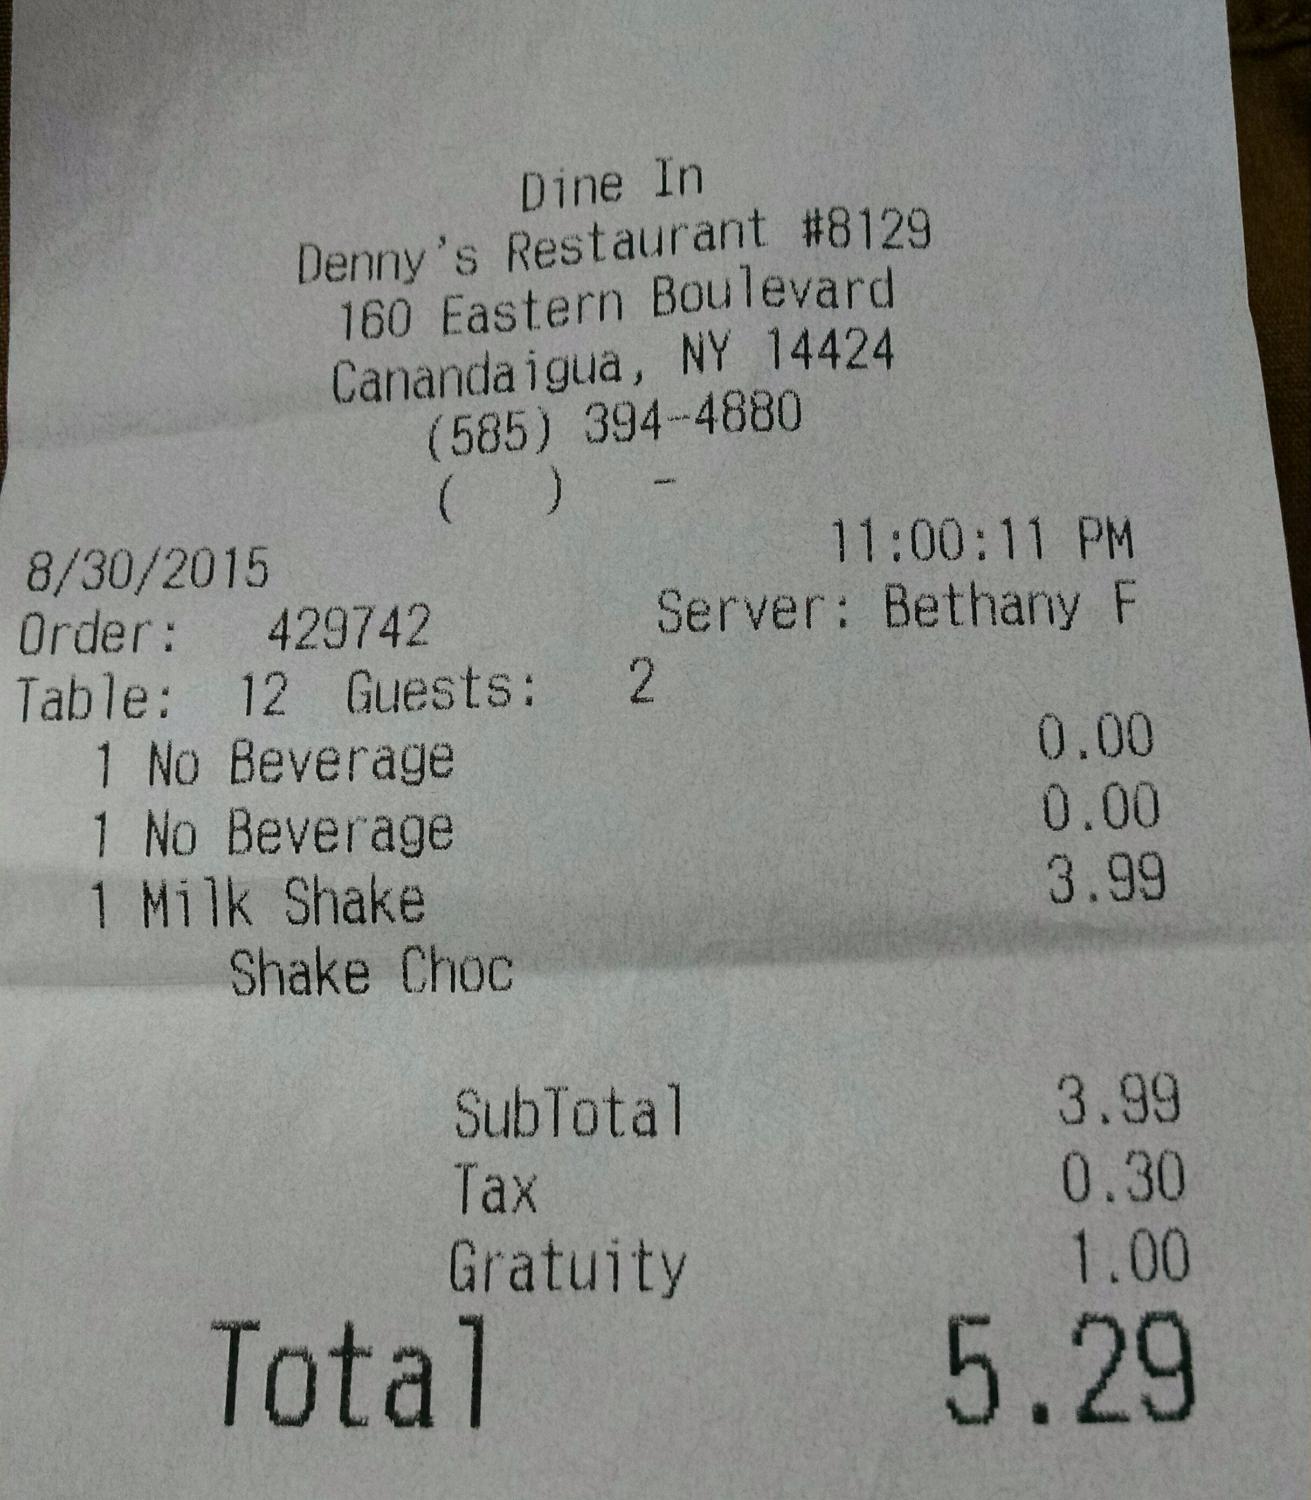 Dine In
Denny's Restaurant #8129
160 Eastern Boulevard
Canandaigua, NY 14424
(585) 394-4880
(   )   -
8/30/2015 11:00:11 PM
Order: 429742 Server: Bethany F
Table: 12 Guests: 2
1 No Beverage 0.00
1 No Beverage 0.00
1 Milk Shake 3.99
Shake Choc
SubTotal 3.99
Tax 0.30
Gratuity 1.00
Total 5.29